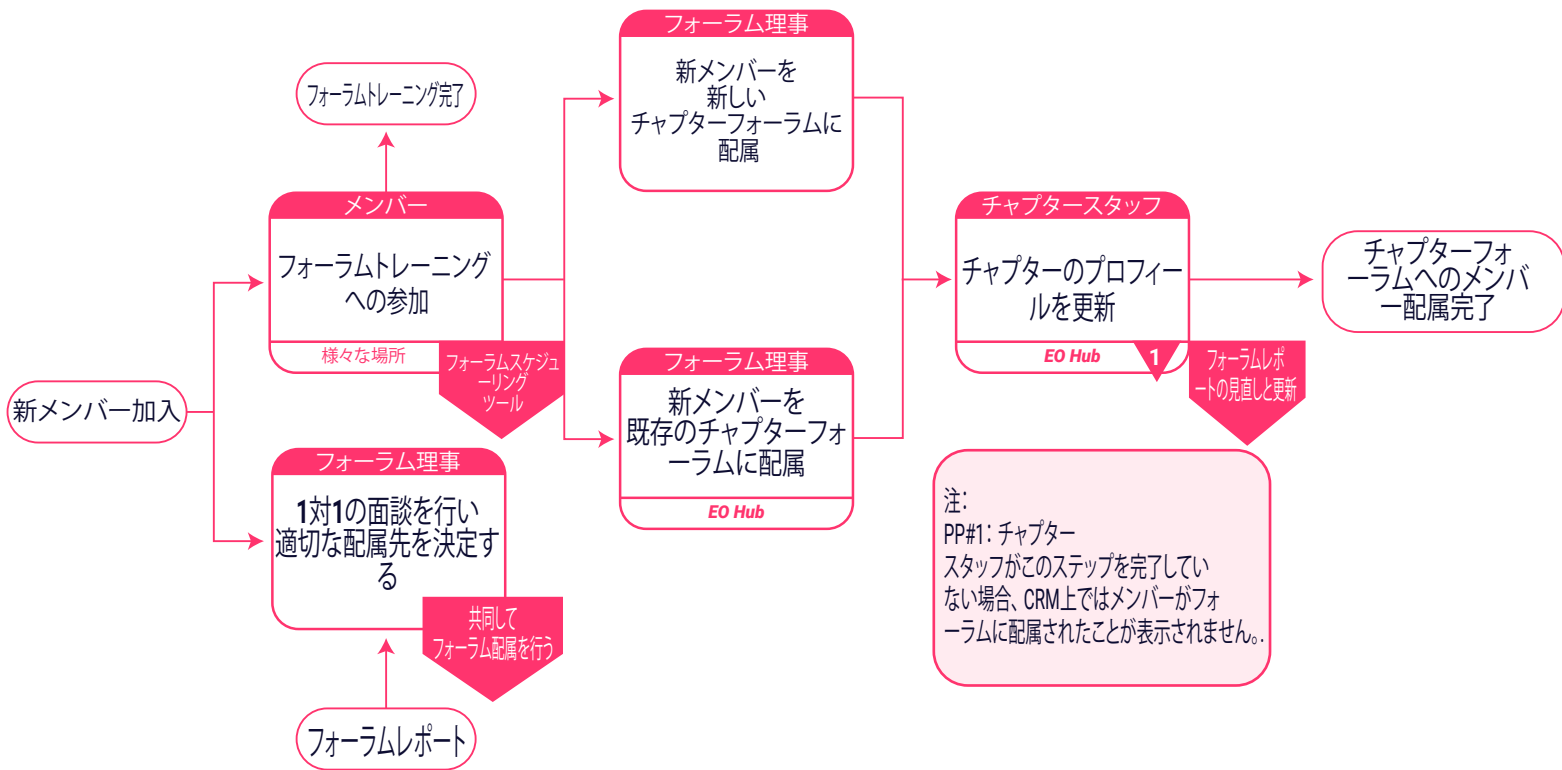 新メンバー加入
フォーラムトレーニング完了
メンバー
フォーラムトレーニング
への参加
様々な場所
フォーラムスケジュ
ーリング
ツール
フォーラム理事
1対1の面談を行い
適切な配属先を決定す
る
共同して
フォーラム配属を行う
フォーラムレポート
フォーラム理事
新メンバーを
新しい
チャプターフォーラムに
配属
フォーラム理事
新メンバーを
既存のチャプターフォ
ーラムに配属
EO Hub
チャプタースタッフ
チャプターのプロフィー
ルを更新
EO Hub
1
フォーラムレポ
ートの見直しと更新
チャプターフォ
ーラムへのメンバ
ー配属完了
注:
PP#1: チャプター
スタッフがこのステップを完了してい
ない場合、CRM上ではメンバーがフォ
ーラムに配属されたことが表示されません。.